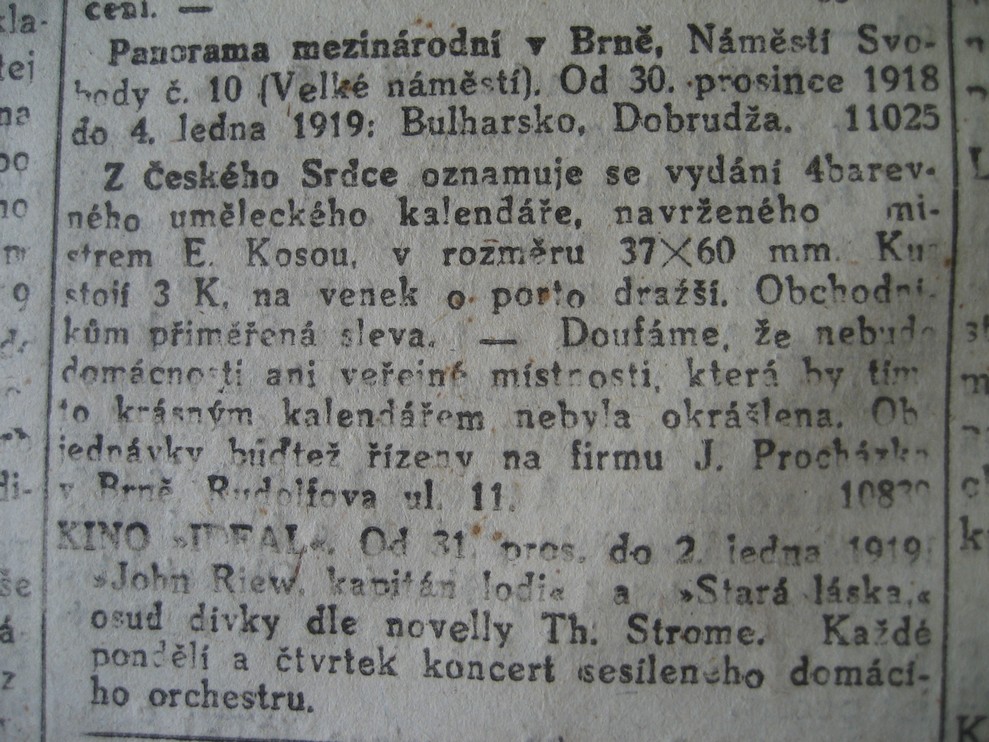 cení. —
Panorama mezinárodní v Brně, Náměstí Svo-
body č. 10 (Velké náměstí). Od 30. prosince 1918
do 4. ledna 1919: Bulharsko, Dobrudža. 11025
Z Českého Srdce oznamuje se vydání 4barev-
ného uměleckého kalendáře, navrženého mi-
strem E. Kosou, v rozměru 37×60 mm. Ku-
stojí 3 K, na venek o porto dražší. Obchodní-
kům přiměřená sleva. — Doufáme, že nebude
domácnosti ani veřejné místnosti, která by tím-
to krásným kalendářem nebyla okrášlena. Ob-
jednávky buďtež řízeny na firmu J. Procházka
v Brně Rudolfova ul. 11.
KINO »IDEAL«. Od 31. pros. do 2. ledna 1919
»John Riew, kapitán lodi« a »Stará láska,«
osud dívky dle novelly Th. Strome. Každé
pondělí a čtvrtek koncert sesíleného domácí-
ho orchestru.